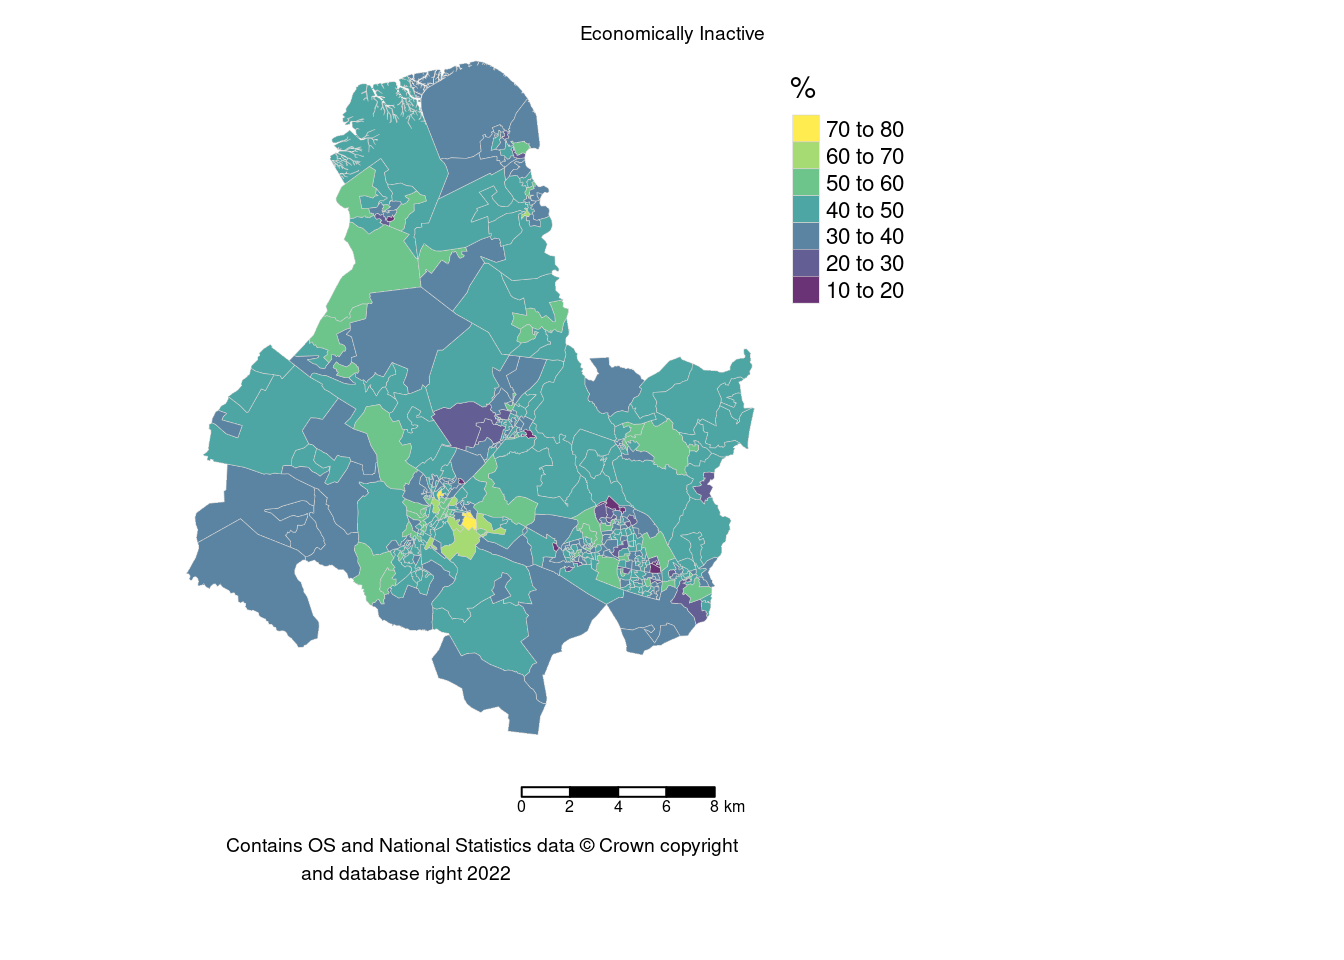 Economically Inactive
%
70 to 80
60 to 70
50 to 60
40 to 50
30 to 40
20 to 30
10 to 20
0 2 4 6 8 km
Contains OS and National Statistics data © Crown copyright
and database right 2022